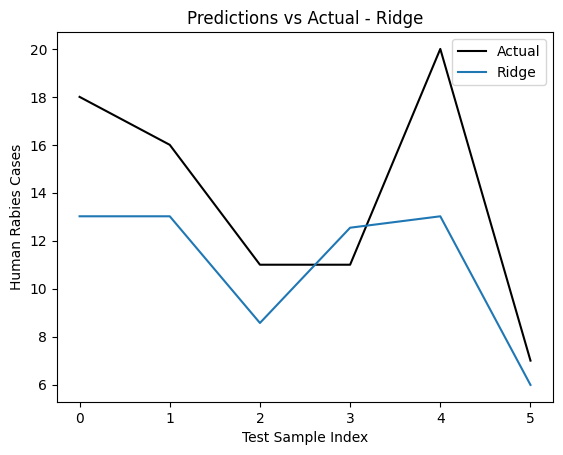 Predictions vs Actual - Ridge
Actual
Ridge
Human Rabies Cases
20
18
16
14
12
10
8
6
0 1 2 3 4 5
Test Sample Index